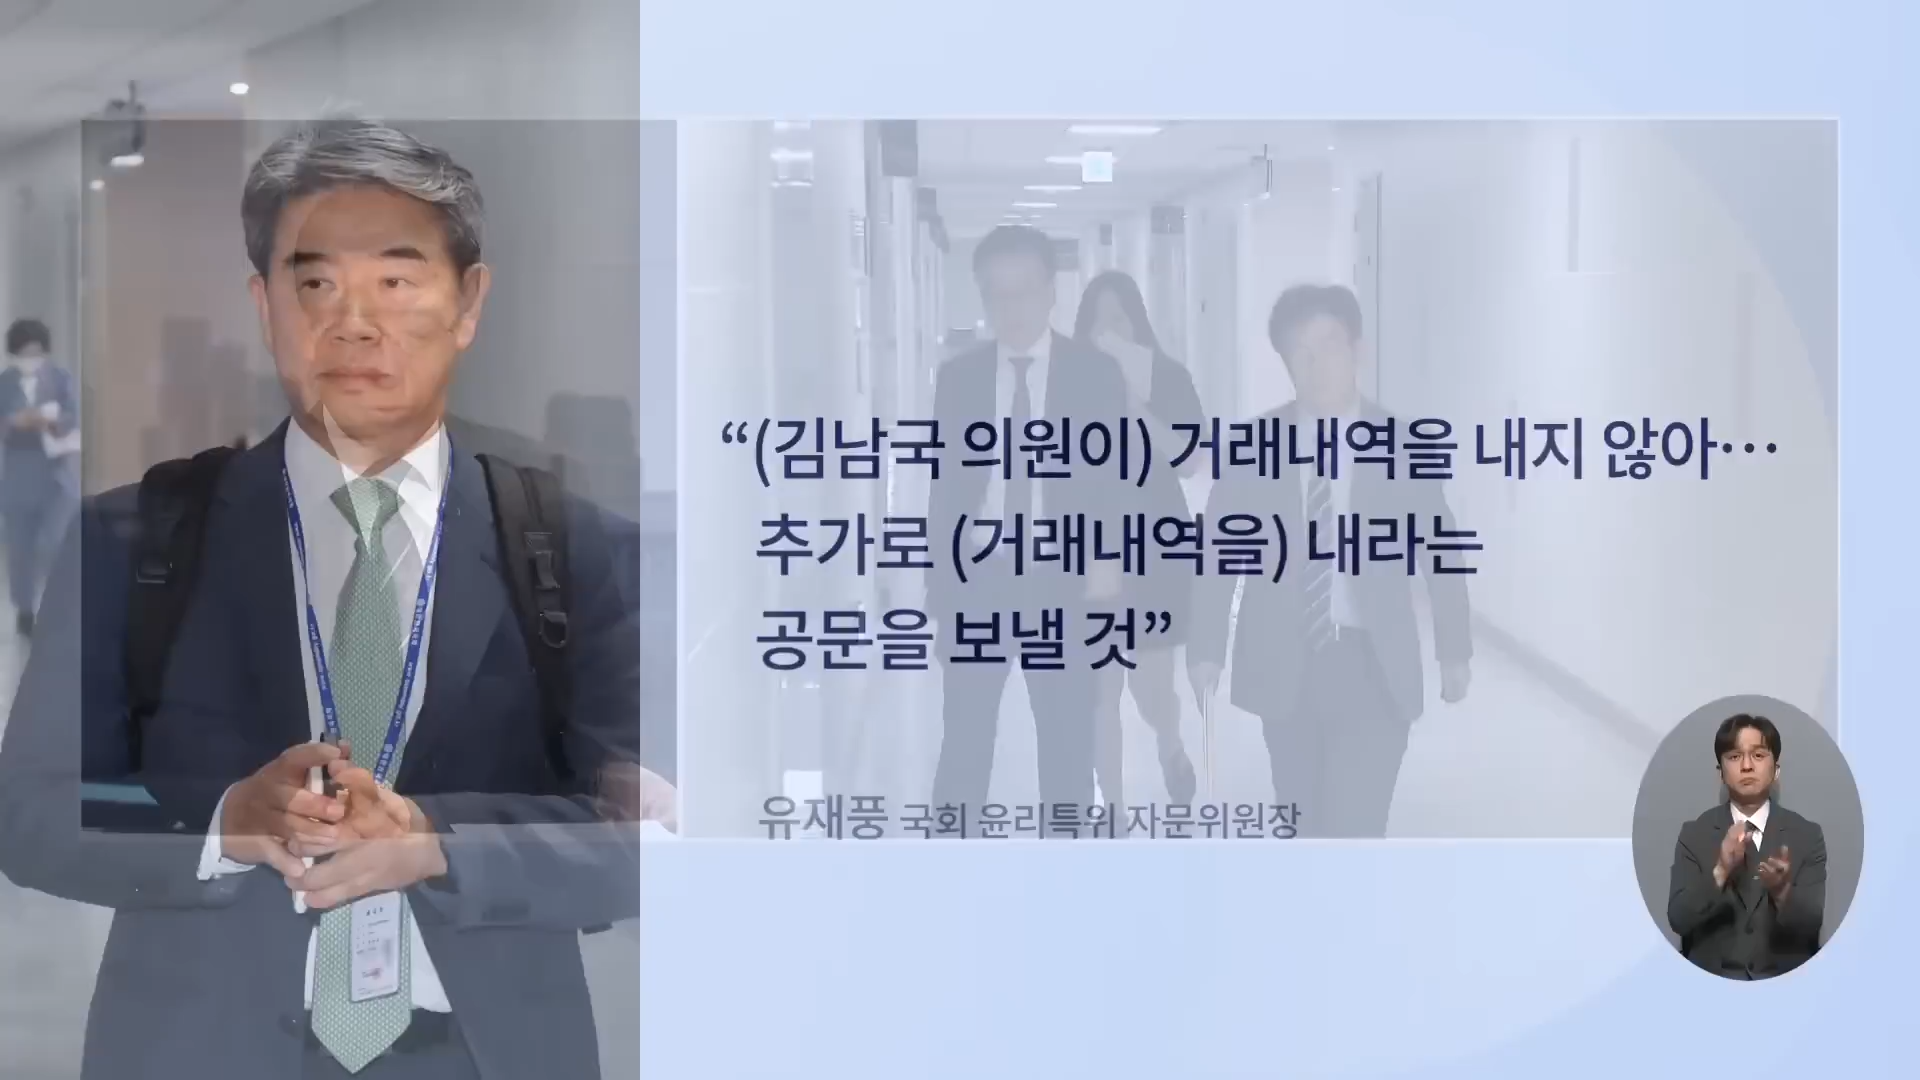 “(김남국 의원이) 거래내역을 내지 않아…
추가로 (거래내역을) 내라는
공문을 보낼 것”
유재풍 국회 윤리특위 자문위원장